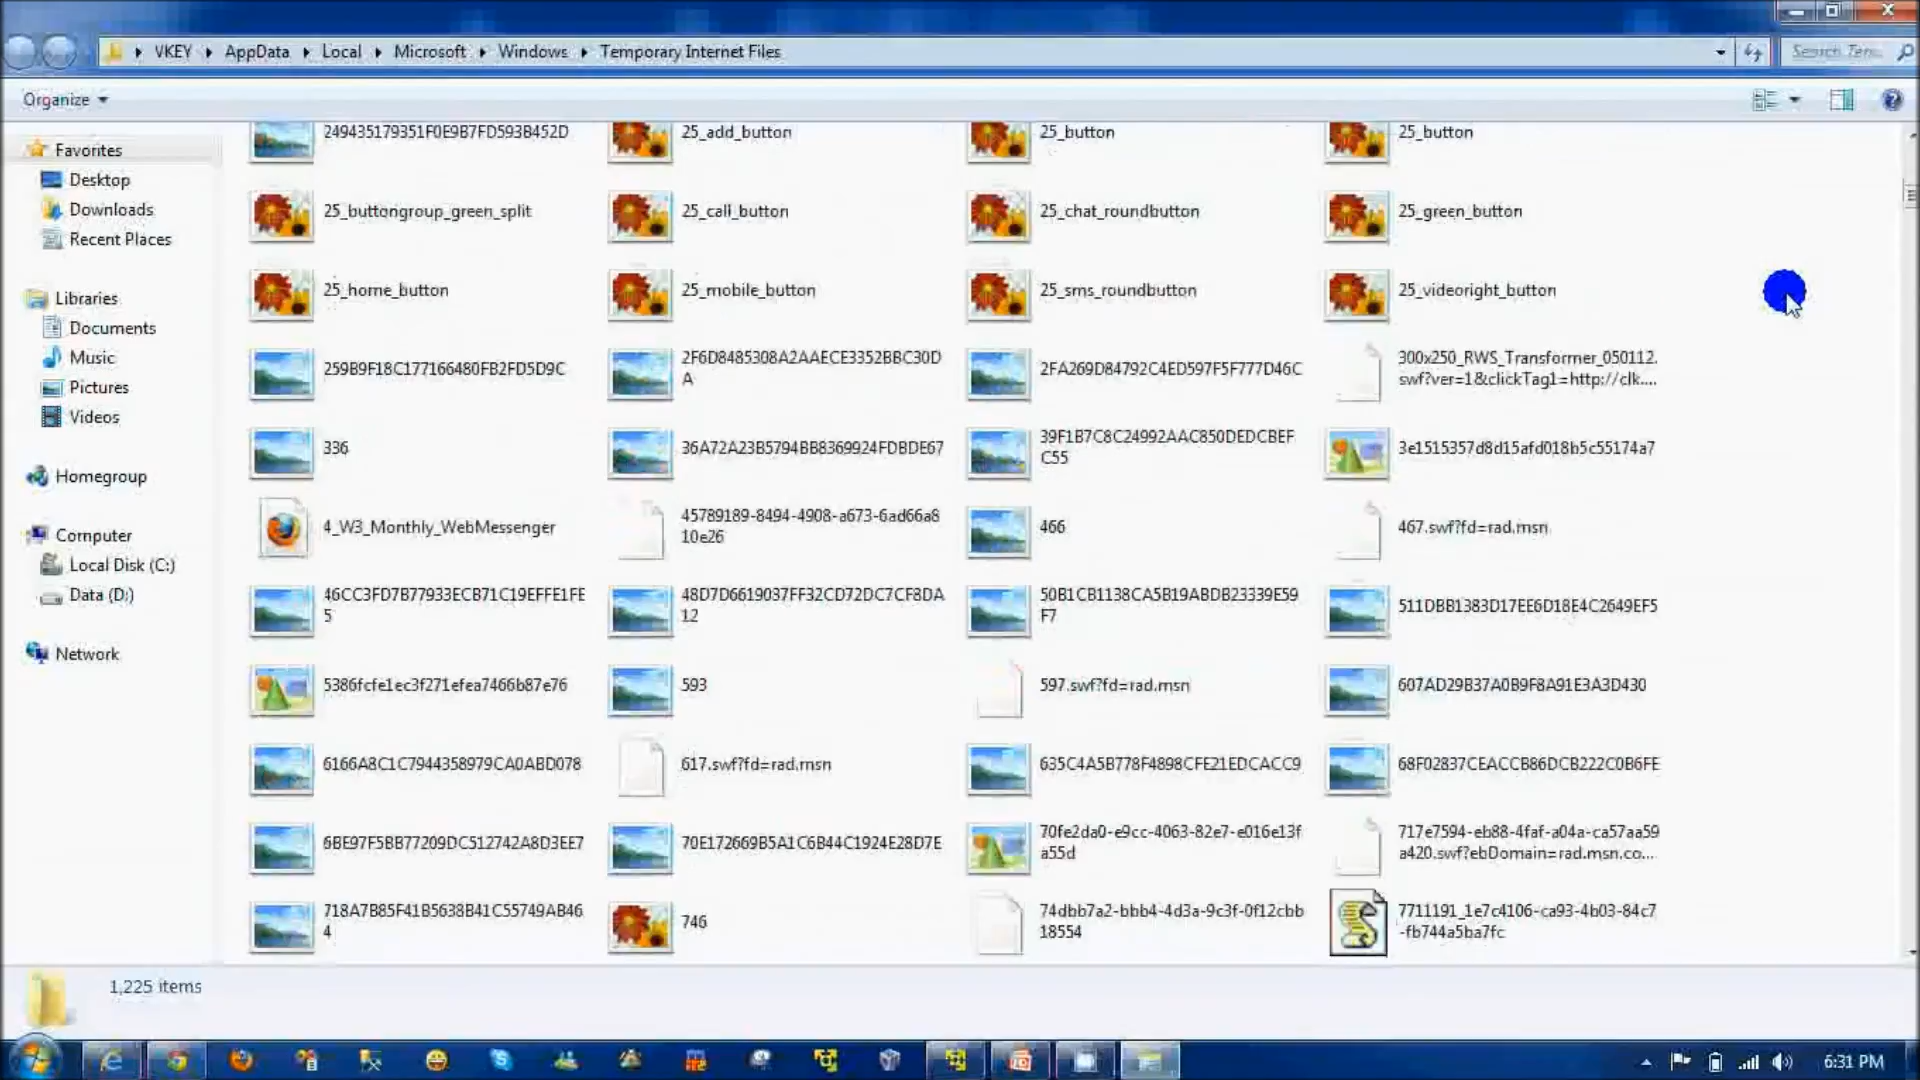 VKEY AppData Local Microsoft Windows Temporary Internet Files
Search Tem...
Organize
Favorites
Desktop
Downloads
Recent Places
Libraries
Documents
Music
Pictures
Videos
Homegroup
Computer
Local Disk (C:)
Data (D:)
Network
249435179351F0E9B7FD593B452D
25_add_button
25_button
25_button
25_buttongroup_green_split
25_call_button
25_chat_roundbutton
25_green_button
25_home_button
25_mobile_button
25_sms_roundbutton
25_videoright_button
259B9F18C177166480FB2FD5D9C
2F6D8485308A2AAECE3352BBC30D
A
2FA269D84792C4ED597F5F777D46C
300x250_RWS_Transformer_050112.
swf?ver=1&clickTag1=http://clk....
336
36A72A23B5794BB8369924FDBDE67
39F1B7C8C24992AAC850DEDCBEF
C55
3e1515357d8d15afd018b5c55174a7
4_W3_Monthly_WebMessenger
45789189-8494-4908-a673-6ad66a8
10e26
466
467.swf?fd=rad.msn
46CC3FD7B77933ECB71C19EFFE1FE
5
48D7D6619037FF32CD72DC7CF8DA
12
50B1CB1138CA5B19ABDB23339E59
F7
511DBB1383D17EE6D18E4C2649EF5
5386fcfe1ec3f271efea7466b87e76
593
597.swf?fd=rad.msn
607AD29B37A0B9F8A91E3A3D430
6166A8C1C7944358979CA0ABD078
617.swf?fd=rad.msn
635C4A5B778F4898CFE21EDCACC9
68F02837CEACCB86DCB222C0B6FE
6BE97F5BB77209DC512742A8D3EE7
70E172669B5A1C6B44C1924E28D7E
70fe2da0-e9cc-4063-82e7-e016e13f
a55d
717e7594-eb88-4faf-a04a-ca57aa59
a420.swf?ebDomain=rad.msn.co...
718A7B85F41B5638B41C55749AB46
4
746
74dbb7a2-bbb4-4d3a-9c3f-0f12cbb
18554
7711191_1e7c4106-ca93-4b03-84c7
-fb744a5ba7fc
1,225 items
6:31 PM